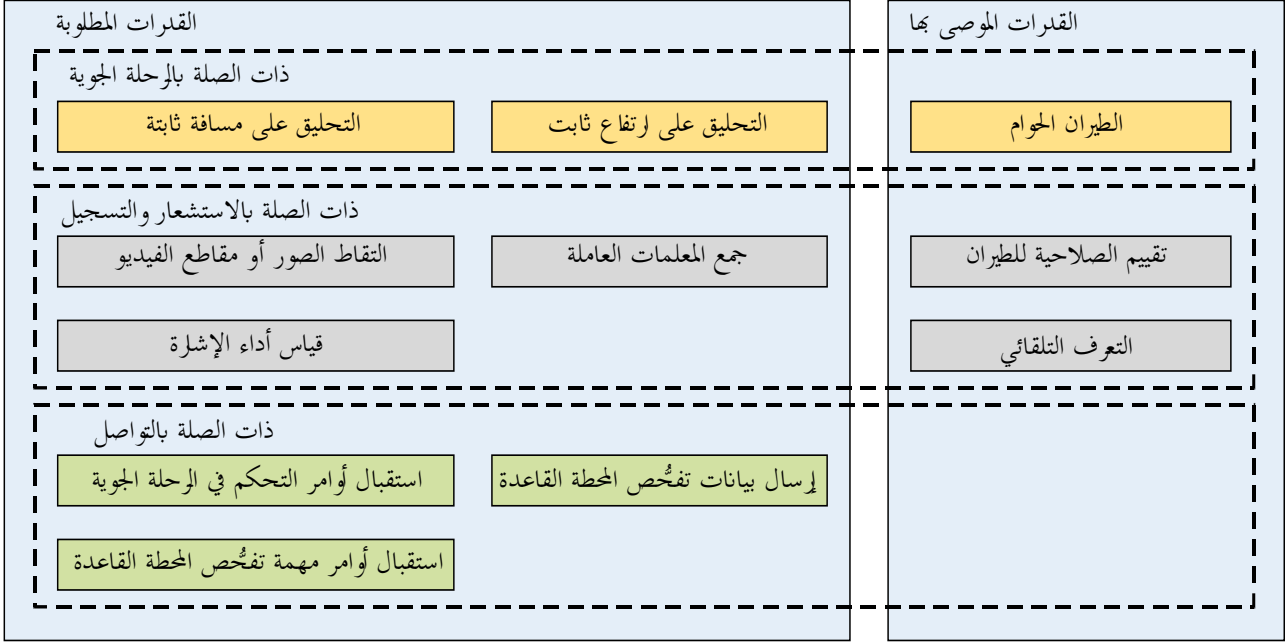 القدرات المطلوبة
ذات الصلة بالرحلة الجوية
التحليق على مسافة ثابتة
التحليق على ارتفاع ثابت
ذات الصلة بالاستشعار والتسجيل
التقاط الصور أو مقاطع الفيديو
جمع المعلمات العاملة
قياس أداء الإشارة
ذات الصلة بالتواصل
استقبال أوامر التحكم في الرحلة الجوية
إرسال بيانات تفحُّص المحطة القاعدة
استقبال أوامر مهمة تفحُّص المحطة القاعدة
القدرات الموصى بها
الطيران الحوام
تقييم الصلاحية للطيران
التعرف التلقائي